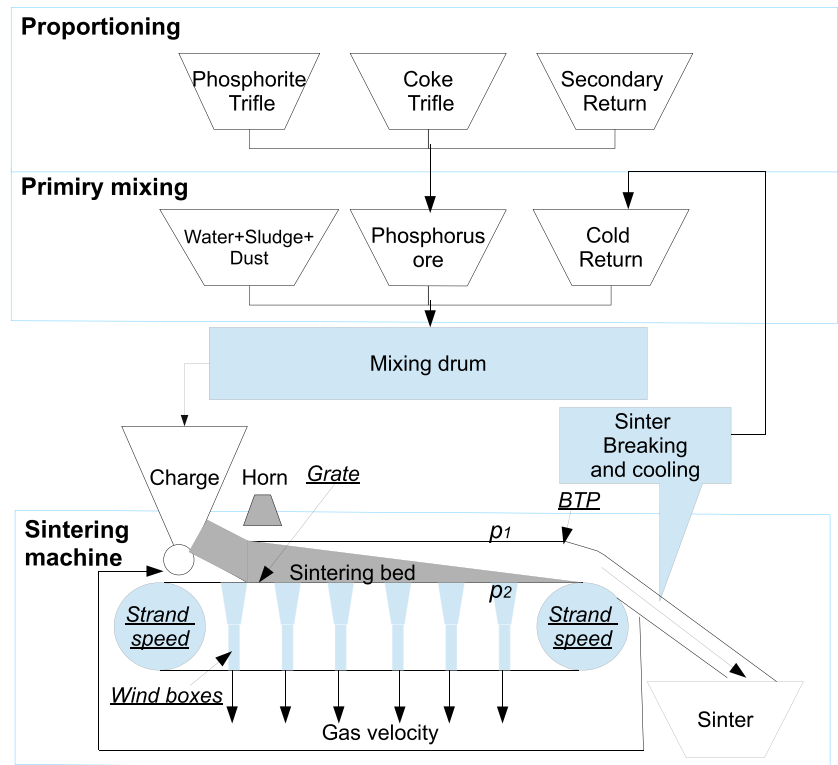 Proportioning
Phosphorite
Trifle
Coke
Trifle
Secondary
Return
Primiry mixing
Water+Sludge+
Dust
Phosphorus
ore
Cold
Return
Mixing drum
Sinter
Breaking
and cooling
Charge
Horn
Grate
BTP
Sintering
machine
p1
Sintering bed
p2
Strand
speed
Strand
speed
Wind boxes
Gas velocity
Sinter